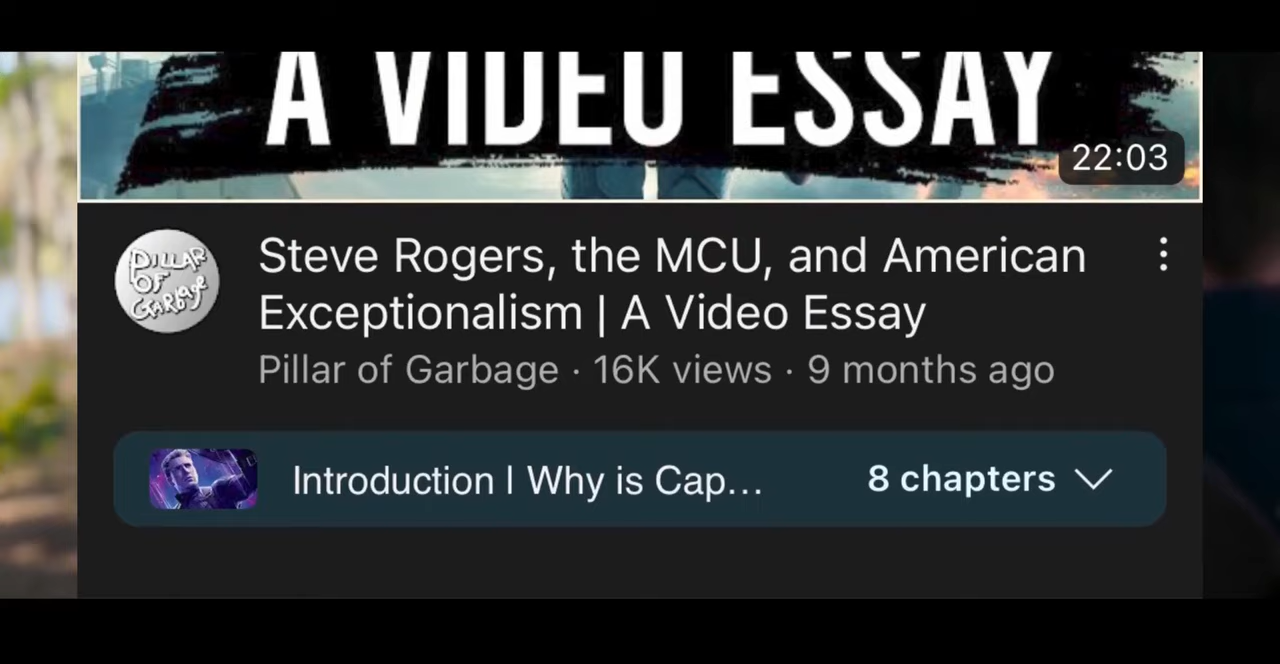 A VIDEO ESSAY
22:03
PILLAR
OF
GARBAGE
Steve Rogers, the MCU, and American
Exceptionalism | A Video Essay
Pillar of Garbage · 16K views · 9 months ago
Introduction | Why is Cap...
8 chapters